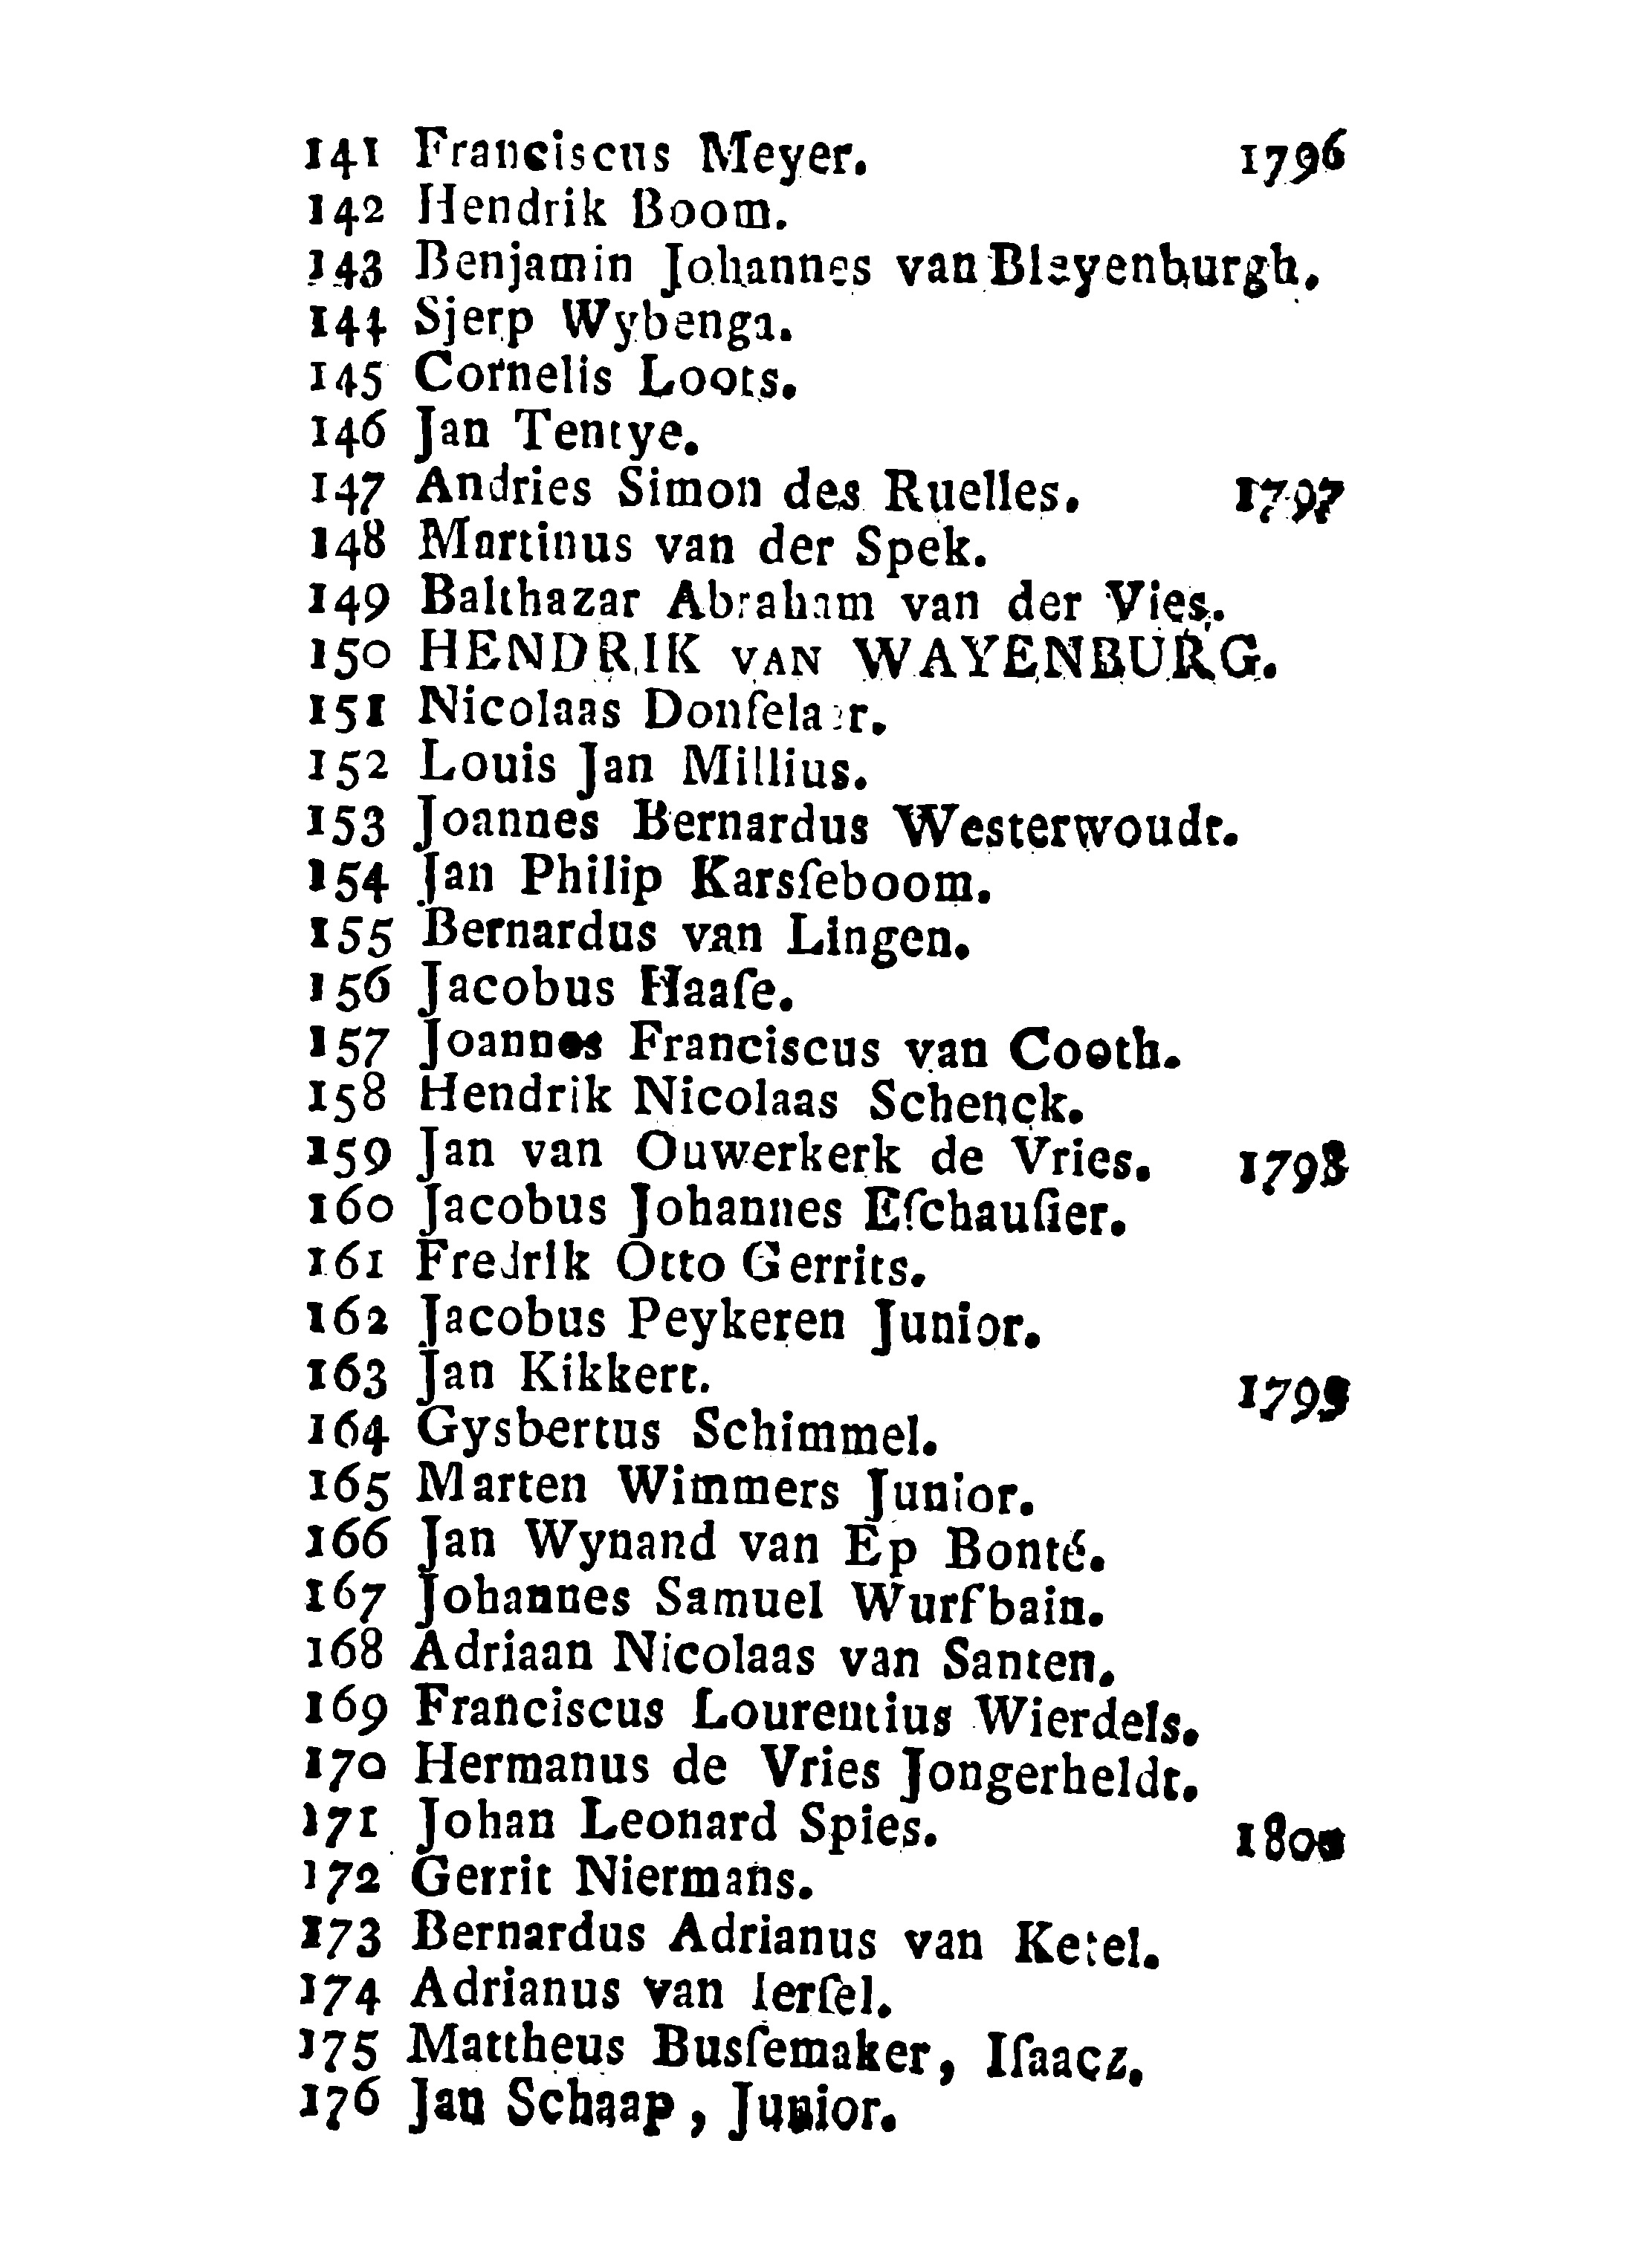 141 Franciscus Meyer. 1796
142 Hendrik Boom.
143 Benjamin Johannes van Bleyenburgh.
144 Sjerp Wybenga.
145 Cornelis Loots.
146 Jan Tentye.
147 Andries Simon des Ruelles. 1797
148 Martinus van der Spek.
149 Balthazar Abraham van der Vies.
150 HENDRIK VAN WAYENBURG.
151 Nicolaas Donſelaer.
152 Louis Jan Millius.
153 Joannes Bernardus Westerwoudt.
154 Jan Philip Karsſeboom.
155 Bernardus van Lingen.
156 Jacobus Haaſe.
157 Joannes Franciscus van Cooth.
158 Hendrik Nicolaas Schenck.
159 Jan van Ouwerkerk de Vries. 1798
160 Jacobus Johannes Eſchauſier.
161 Fredrik Otto Gerrits.
162 Jacobus Peykeren Junior.
163 Jan Kikkert. 1799
164 Gysbertus Schimmel.
165 Marten Wimmers Junior.
166 Jan Wynand van Ep Bonté.
167 Johannes Samuel Wurfbain.
168 Adriaan Nicolaas van Santen.
169 Franciscus Lourentius Wierdels.
170 Hermanus de Vries Jongerheldt.
171 Johan Leonard Spies. 1800
172 Gerrit Niermans.
173 Bernardus Adrianus van Ketel.
174 Adrianus van Ierſel.
175 Mattheus Busſemaker, Iſaacz.
176 Jan Schaap, Junior.